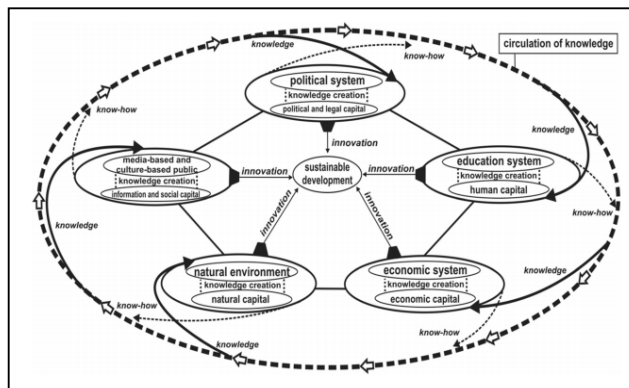 knowledge
know-how
circulation of knowledge
political system
knowledge creation
political and legal capital
know-how
knowledge
innovation
media-based and
culture-based public
knowledge creation
information and social capital
innovation
sustainable
development
innovation
education system
knowledge creation
human capital
know-how
knowledge
innovation
innovation
natural environment
knowledge creation
natural capital
economic system
knowledge creation
economic capital
knowledge
know-how
know-how
knowledge